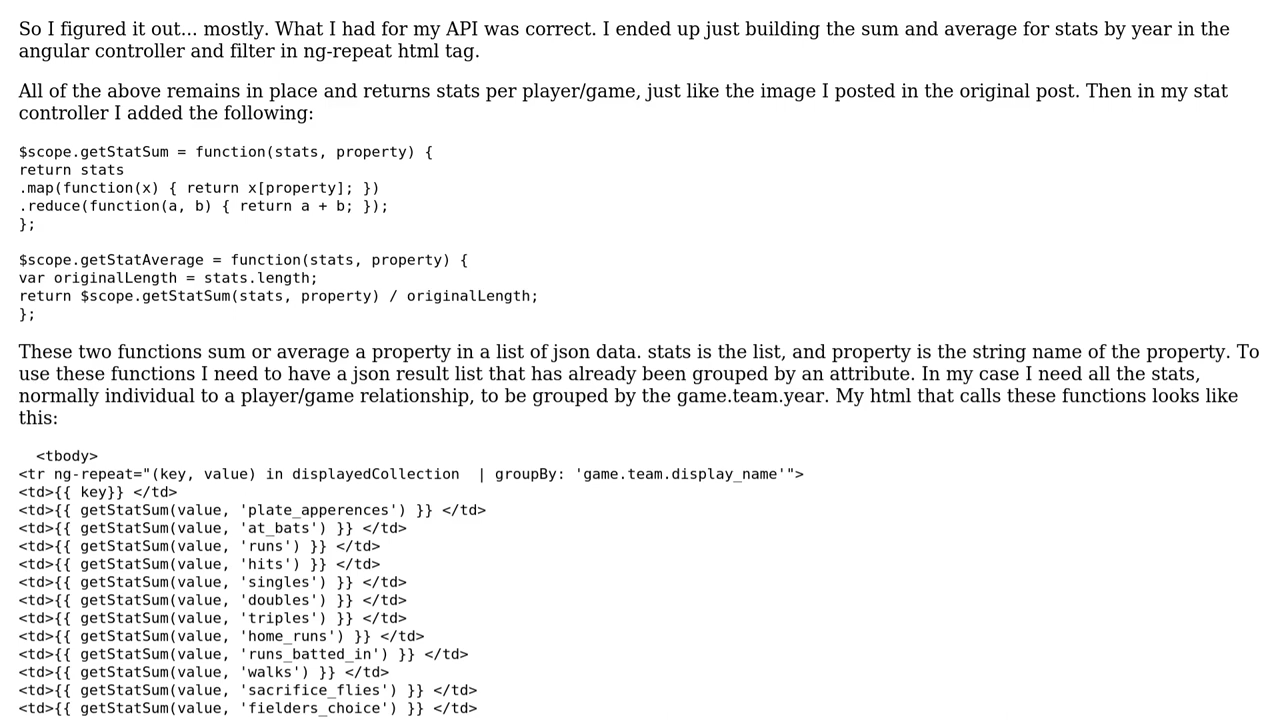 So I figured it out... mostly. What I had for my API was correct. I ended up just building the sum and average for stats by year in the
angular controller and filter in ng-repeat html tag.
All of the above remains in place and returns stats per player/game, just like the image I posted in the original post. Then in my stat
controller I added the following:
$scope.getStatSum = function(stats, property) {
return stats
.map(function(x) { return x[property]; })
.reduce(function(a, b) { return a + b; });
};
$scope.getStatAverage = function(stats, property) {
var originalLength = stats.length;
return $scope.getStatSum(stats, property) / originalLength;
};
These two functions sum or average a property in a list of json data. stats is the list, and property is the string name of the property. To
use these functions I need to have a json result list that has already been grouped by an attribute. In my case I need all the stats,
normally individual to a player/game relationship, to be grouped by the game.team.year. My html that calls these functions looks like
this:
<tbody>
<tr ng-repeat="(key, value) in displayedCollection  | groupBy: 'game.team.display_name'">
<td>{{ key}} </td>
<td>{{ getStatSum(value, 'plate_apperences') }} </td>
<td>{{ getStatSum(value, 'at_bats') }} </td>
<td>{{ getStatSum(value, 'runs') }} </td>
<td>{{ getStatSum(value, 'hits') }} </td>
<td>{{ getStatSum(value, 'singles') }} </td>
<td>{{ getStatSum(value, 'doubles') }} </td>
<td>{{ getStatSum(value, 'triples') }} </td>
<td>{{ getStatSum(value, 'home_runs') }} </td>
<td>{{ getStatSum(value, 'runs_batted_in') }} </td>
<td>{{ getStatSum(value, 'walks') }} </td>
<td>{{ getStatSum(value, 'sacrifice_flies') }} </td>
<td>{{ getStatSum(value, 'fielders_choice') }} </td>